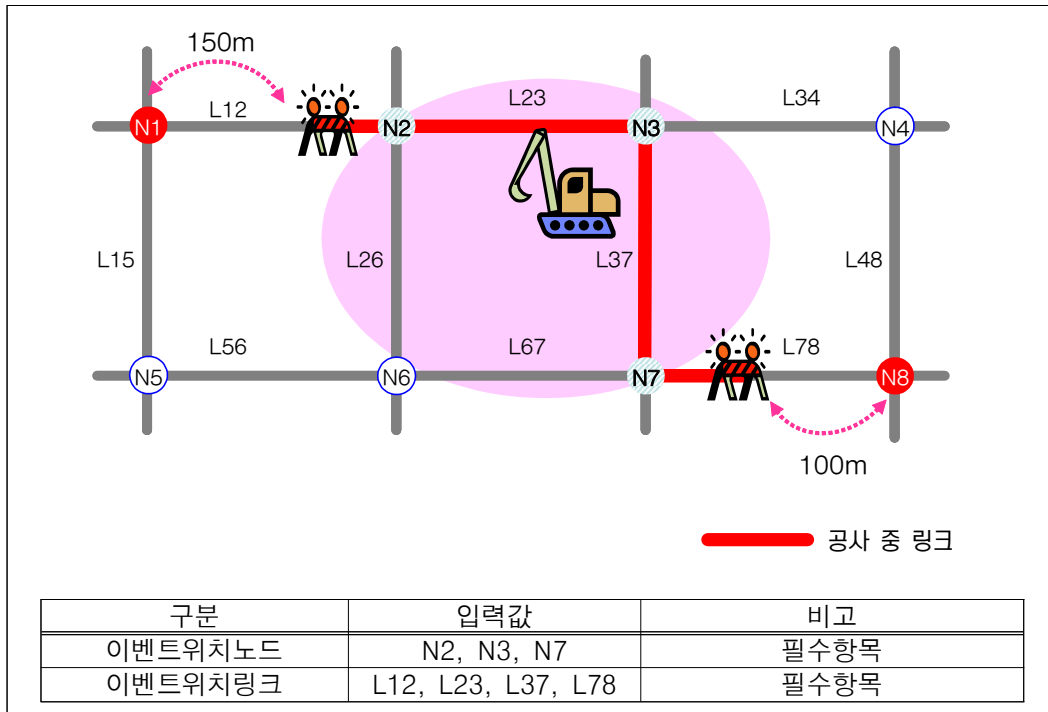 150m
L12
L23
L34
N1
N2
N3
N4
L15
L26
L37
L48
L56
L67
L78
N5
N6
N7
N8
100m
공사 중 링크
구분 입력값 비고
이벤트위치노드 N2, N3, N7 필수항목
이벤트위치링크 L12, L23, L37, L78 필수항목